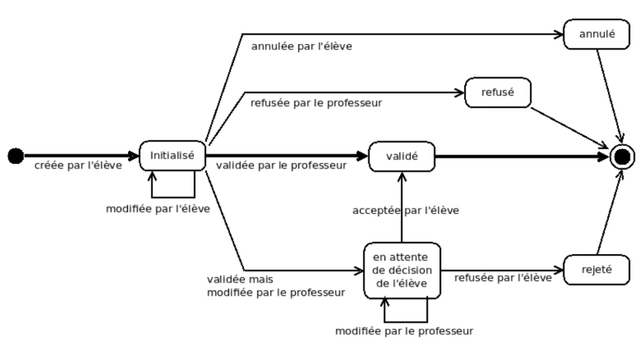 annulé
annulée par l'élève
refusé
refusée par le professeur
Initialisé
créée par l'élève
validée par le professeur
validé
modifiée par l'élève
acceptée par l'élève
en attente
de décision
de l'élève
validée mais
modifiée par le professeur
refusée par l'élève
rejeté
modifiée par le professeur